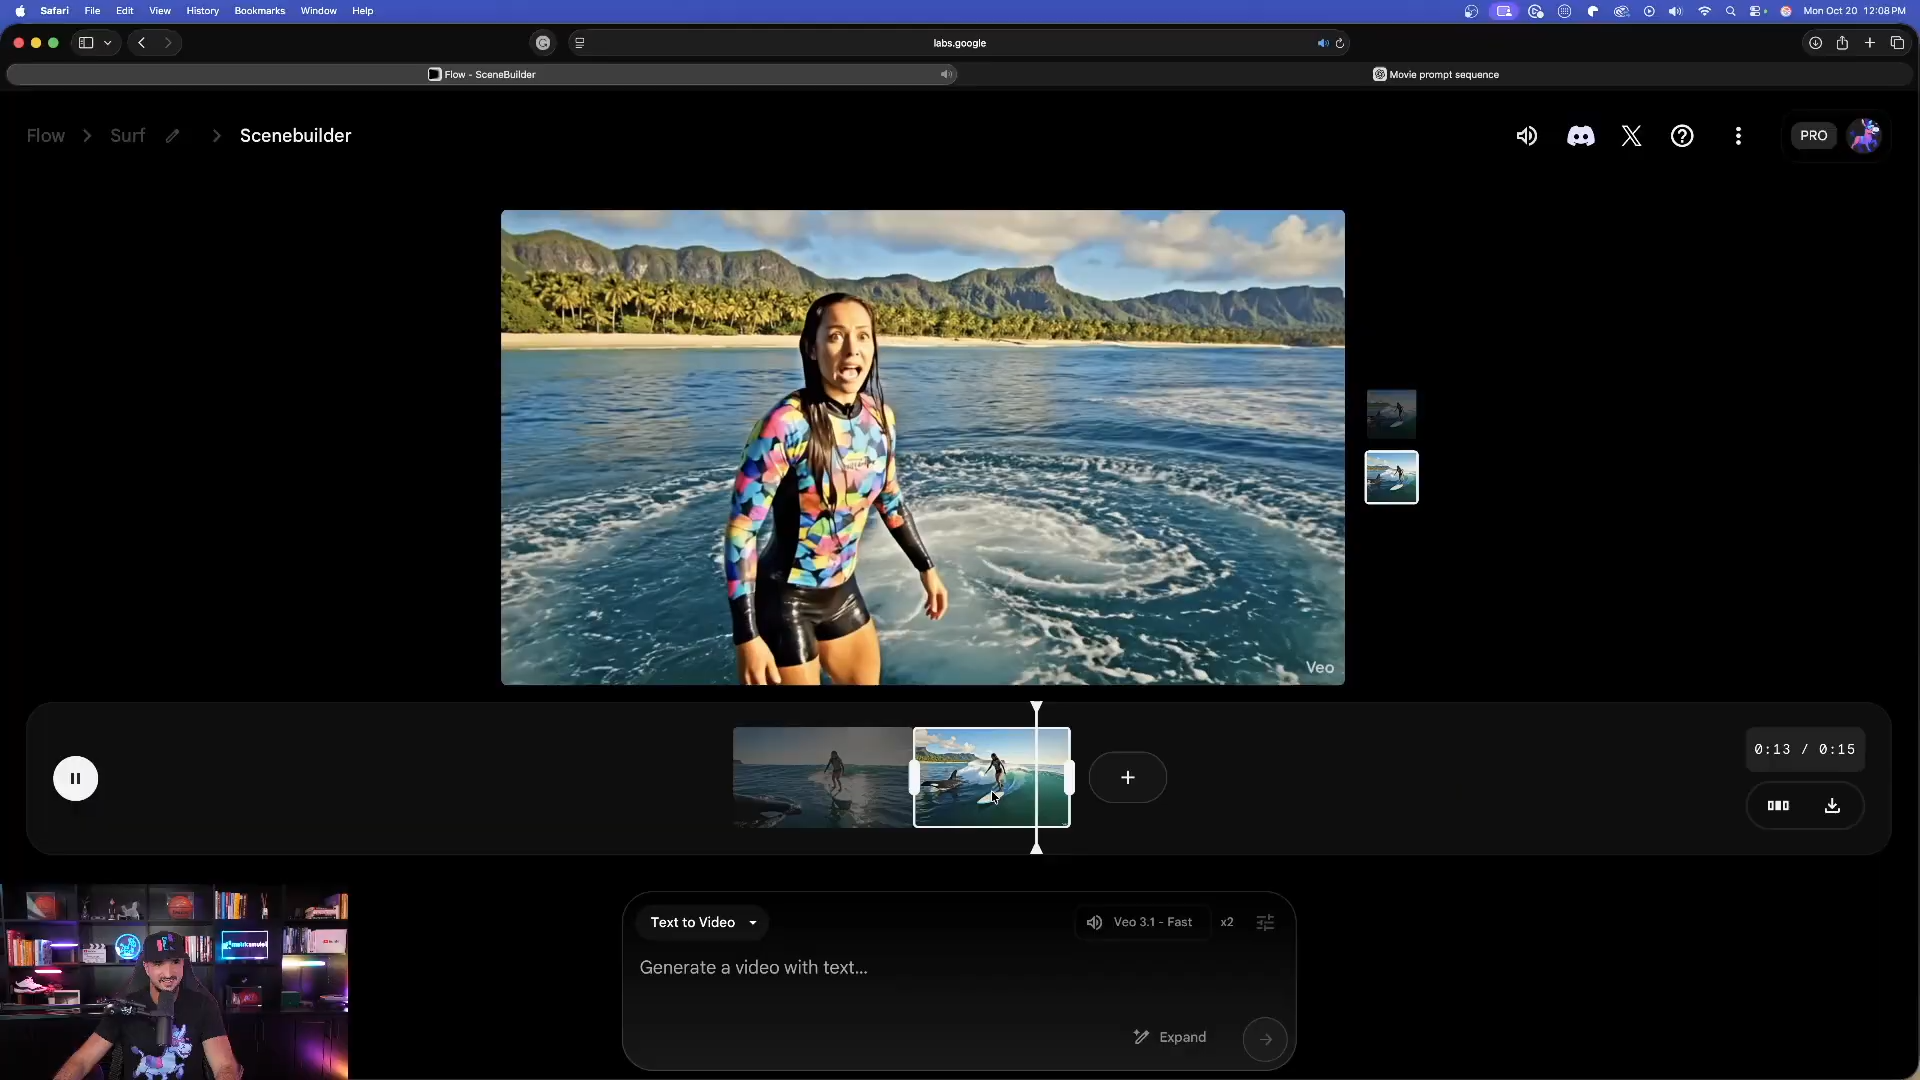 Safari File Edit View History Bookmarks Window Help Mon Oct 20 12:08 PM
labs.google
Flow - SceneBuilder Movie prompt sequence
Flow Surf Scenebuilder PRO
Veo
0:13 / 0:15
Text to Video Veo 3.1 - Fast x2
Generate a video with text...
Expand